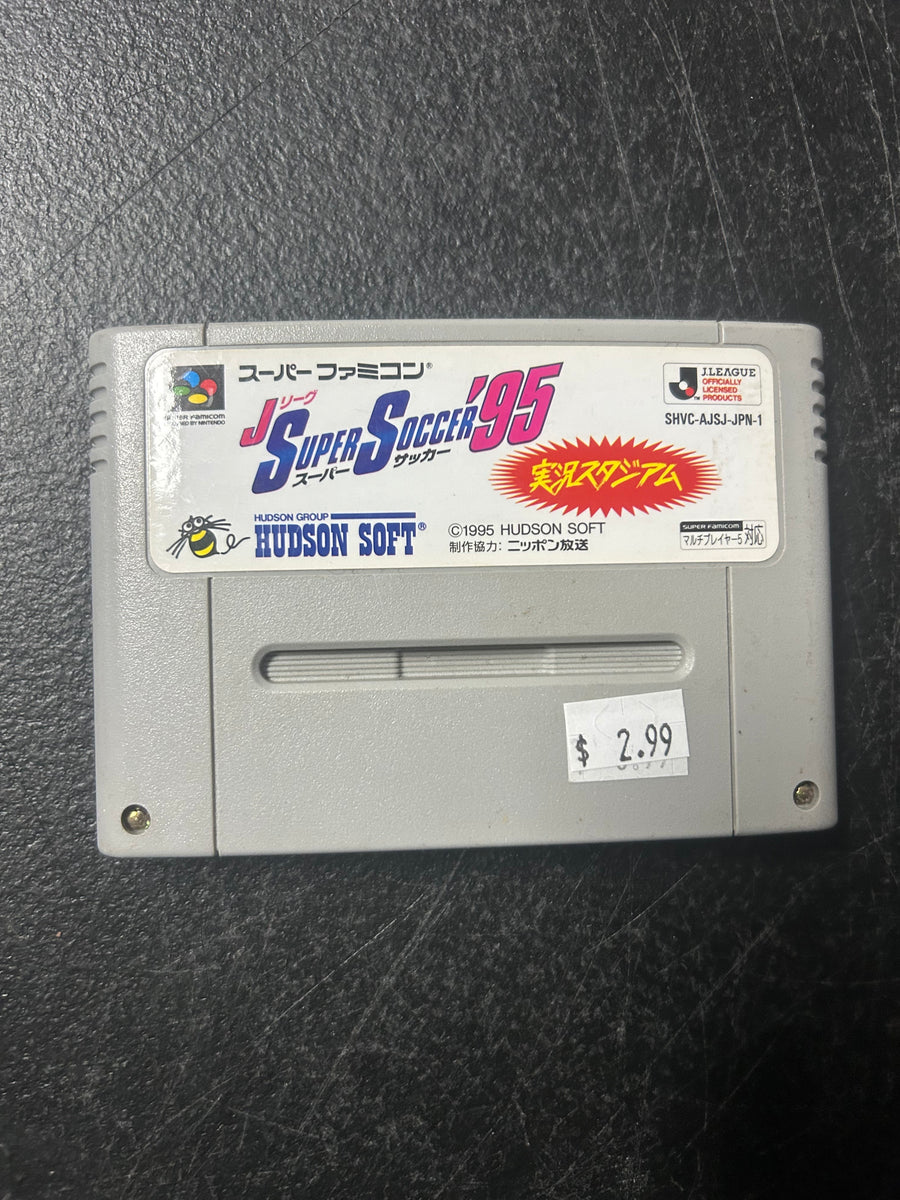 スーパーファミコン®
SUPER FAMICOM
BY NINTENDO
Jリーグ
SUPER SOCCER'95
スーパーサッカー
実況スタジアム
J.LEAGUE
OFFICIALLY
LICENSED
PRODUCTS
TM
SHVC-AJSJ-JPN-1
HUDSON GROUP
HUDSON SOFT®
©1995 HUDSON SOFT
制作協力:ニッポン放送
SUPER FAMICOM
マルチプレイヤー5対応
$ 2.99